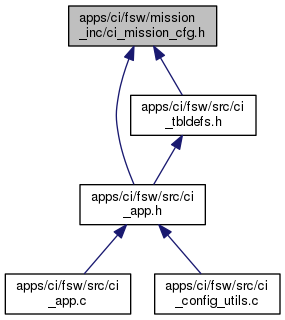 apps/ci/fsw/mission
_inc/ci_mission_cfg.h
apps/ci/fsw/src/ci
_tbldefs.h
apps/ci/fsw/src/ci
_app.h
apps/ci/fsw/src/ci
_app.c
apps/ci/fsw/src/ci
_config_utils.c